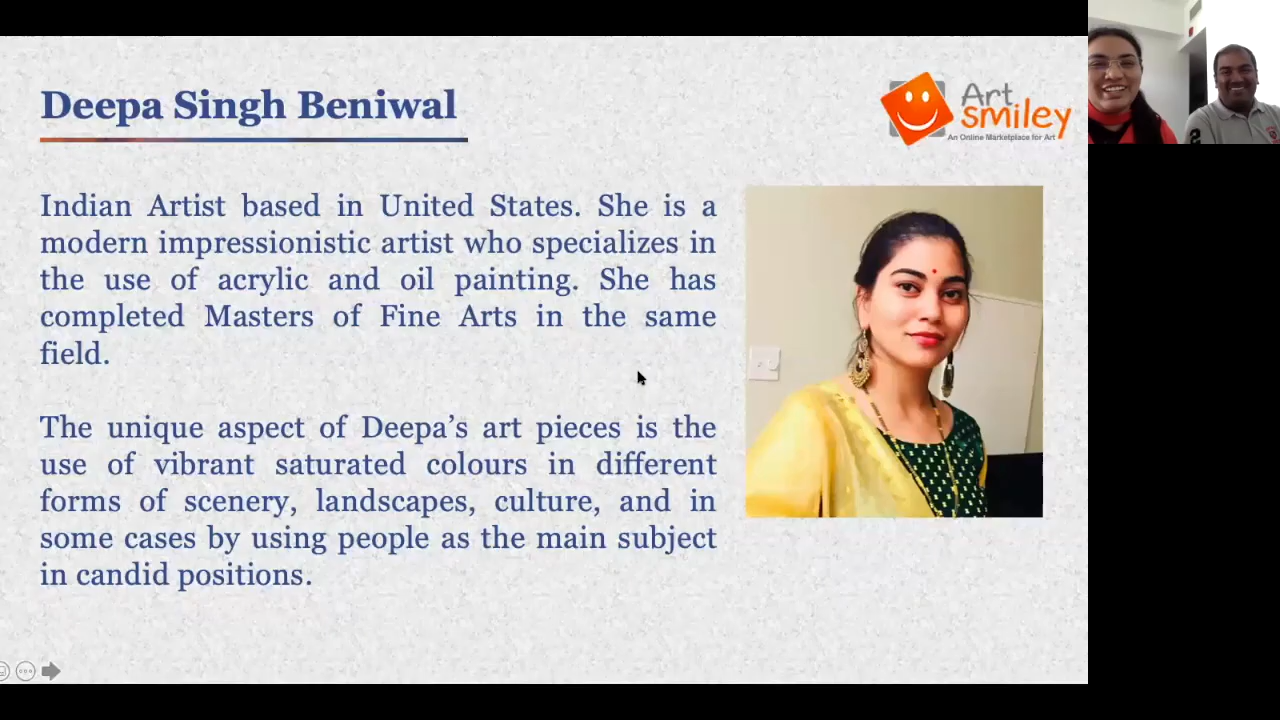 Deepa Singh Beniwal
Art
smiley
An Online Marketplace for Art
Indian Artist based in United States. She is a
modern impressionistic artist who specializes in
the use of acrylic and oil painting. She has
completed Masters of Fine Arts in the same
field.
The unique aspect of Deepa’s art pieces is the
use of vibrant saturated colours in different
forms of scenery, landscapes, culture, and in
some cases by using people as the main subject
in candid positions.